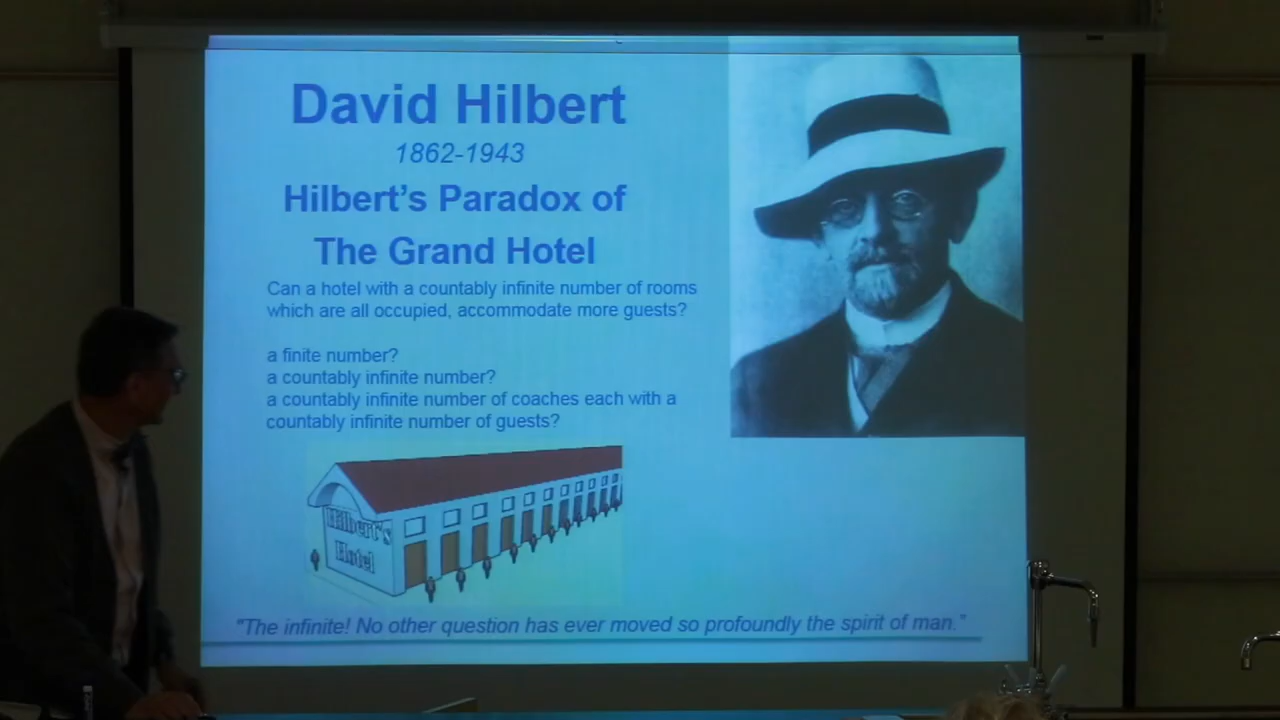 David Hilbert
1862-1943
Hilbert's Paradox of
The Grand Hotel
Can a hotel with a countably infinite number of rooms
which are all occupied, accommodate more guests?
a finite number?
a countably infinite number?
a countably infinite number of coaches each with a
countably infinite number of guests?
Hilbert's
Hotel
"The infinite! No other question has ever moved so profoundly the spirit of man."